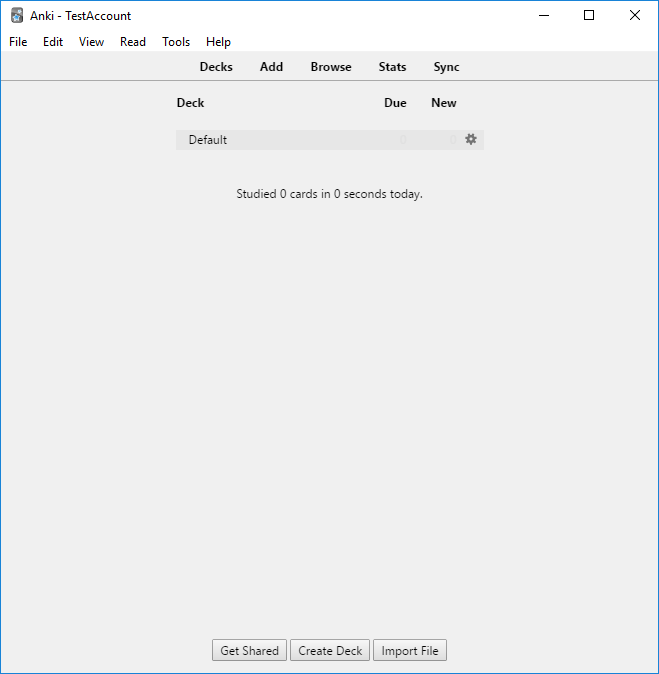 Anki - TestAccount
File Edit View Read Tools Help
Decks Add Browse Stats Sync
Deck Due New
Default 0 0
Studied 0 cards in 0 seconds today.
Get Shared Create Deck Import File